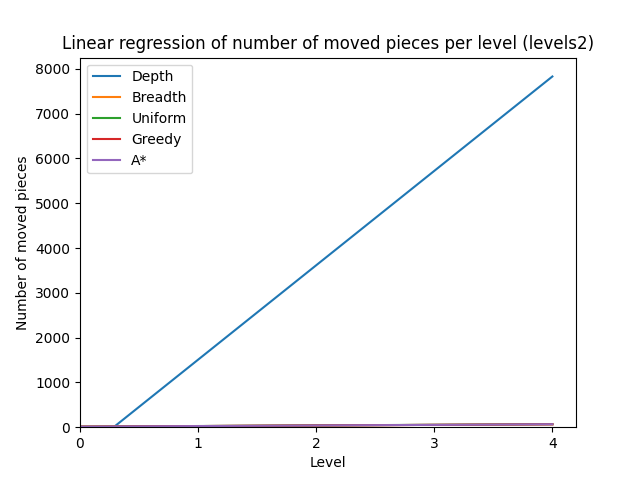 Linear regression of number of moved pieces per level (levels2)
8000
7000
6000
5000
4000
3000
2000
1000
0
Number of moved pieces
Depth
Breadth
Uniform
Greedy
A*
0 1 2 3 4
Level